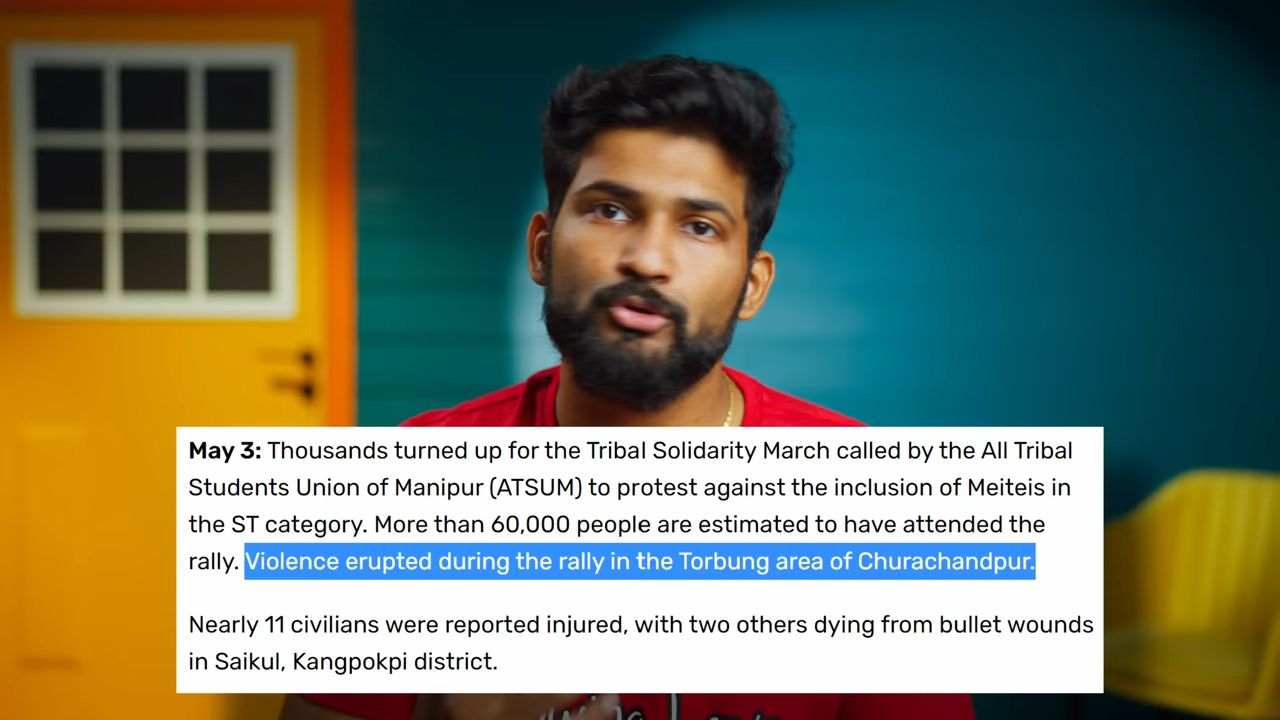 May 3: Thousands turned up for the Tribal Solidarity March called by the All Tribal
Students Union of Manipur (ATSUM) to protest against the inclusion of Meiteis in
the ST category. More than 60,000 people are estimated to have attended the
rally. Violence erupted during the rally in the Torbung area of Churachandpur.
Nearly 11 civilians were reported injured, with two others dying from bullet wounds
in Saikul, Kangpokpi district.